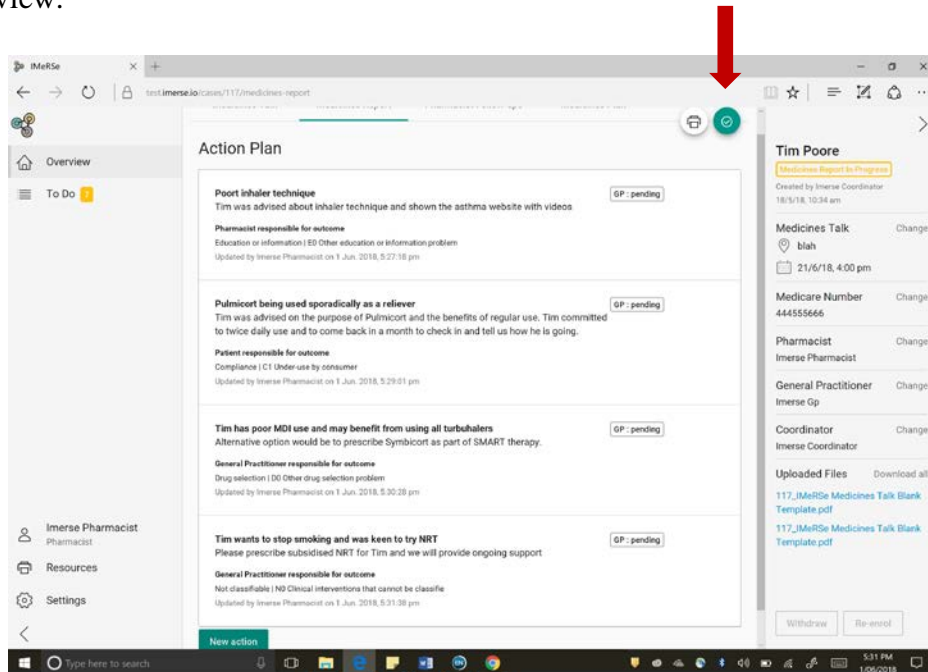 view.
IMeRSe
test.imerse.io/cases/117/medicines-report
Overview
To Do 7
Imerse Pharmacist
Pharmacist
Resources
Settings
Action Plan
Poort inhaler technique
GP : pending
Tim was advised about inhaler technique and shown the asthma website with videos
Pharmacist responsible for outcome
Education or information | E0 Other education or information problem
Updated by Imerse Pharmacist on 1 Jun. 2018, 5:27:18 pm
Pulmicort being used sporadically as a reliever
GP : pending
Tim was advised on the purpose of Pulmicort and the benefits of regular use. Tim committed
to twice daily use and to come back in a month to check in and tell us how he is going.
Patient responsible for outcome
Compliance | C1 Under-use by consumer
Updated by Imerse Pharmacist on 1 Jun. 2018, 5:29:01 pm
Tim has poor MDI use and may benefit from using all turbuhalers
GP : pending
Alternative option would be to prescribe Symbicort as part of SMART therapy.
General Practitioner responsible for outcome
Drug selection | D0 Other drug selection problem
Updated by Imerse Pharmacist on 1 Jun. 2018, 5:30:28 pm
Tim wants to stop smoking and was keen to try NRT
GP : pending
Please prescribe subsidised NRT for Tim and we will provide ongoing support
General Practitioner responsible for outcome
Not classifiable | N0 Clinical interventions that cannot be classifie
Updated by Imerse Pharmacist on 1 Jun. 2018, 5:31:38 pm
New action
Tim Poore
Medicines Report In Progress
Created by Imerse Coordinator
18/5/18, 10:34 am
Medicines Talk Change
blah
21/6/18, 4:00 pm
Medicare Number Change
444555666
Pharmacist Change
Imerse Pharmacist
General Practitioner Change
Imerse Gp
Coordinator Change
Imerse Coordinator
Uploaded Files Download all
117_IMeRSe Medicines Talk Blank
Template.pdf
117_IMeRSe Medicines Talk Blank
Template.pdf
Withdraw Re-enrol
Type here to search
5:31 PM
1/06/2018